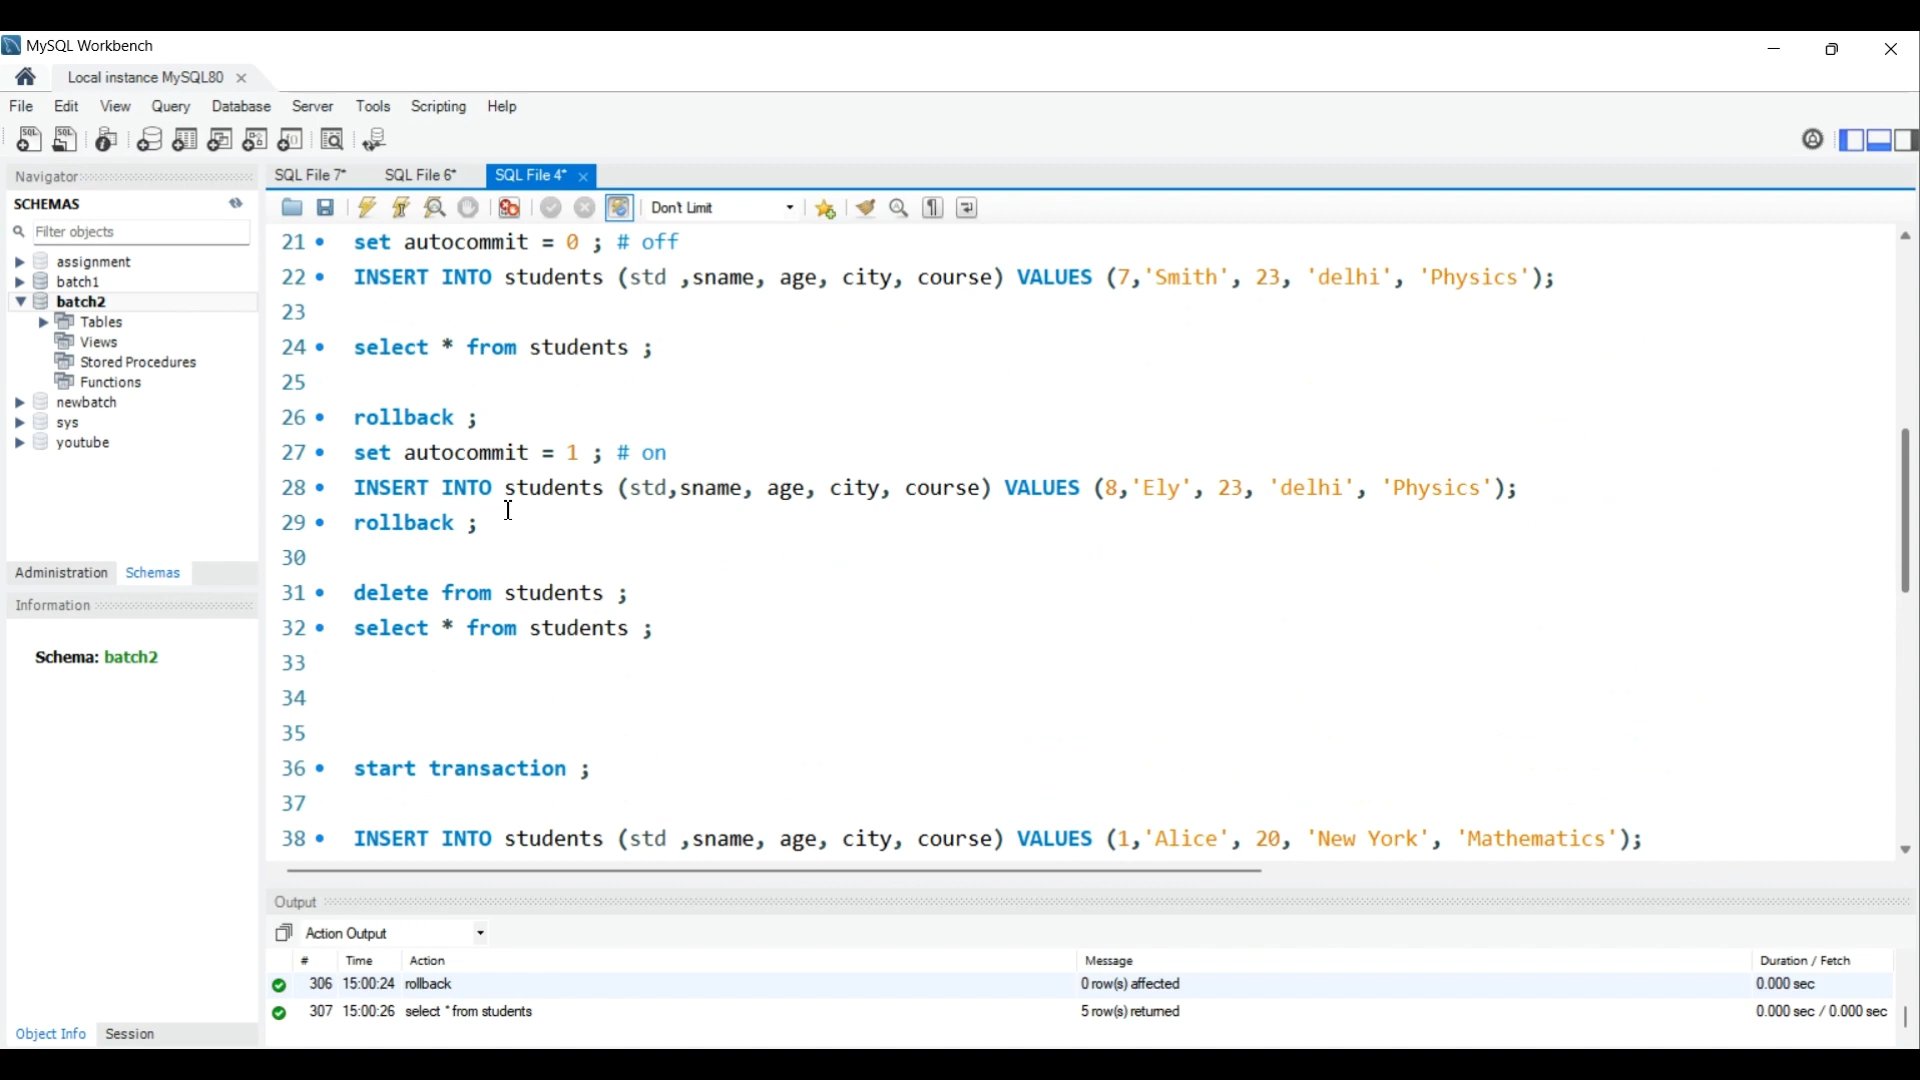 MySQL Workbench
Local instance MySQL80
File Edit View Query Database Server Tools Scripting Help
Navigator
SCHEMAS
Filter objects
assignment
batch1
batch2
Tables
Views
Stored Procedures
Functions
newbatch
sys
youtube
Administration Schemas
Information
Schema: batch2
Object Info Session
SQL File 7* SQL File 6* SQL File 4*
Don't Limit
21 set autocommit = 0 ; # off
22 INSERT INTO students (std ,sname, age, city, course) VALUES (7,'Smith', 23, 'delhi', 'Physics');
23
24 select * from students ;
25
26 rollback ;
27 set autocommit = 1 ; # on
28 INSERT INTO students (std,sname, age, city, course) VALUES (8,'Ely', 23, 'delhi', 'Physics');
29 rollback ;
30
31 delete from students ;
32 select * from students ;
33
34
35
36 start transaction ;
37
38 INSERT INTO students (std ,sname, age, city, course) VALUES (1,'Alice', 20, 'New York', 'Mathematics');
Output
Action Output
# Time Action Message Duration / Fetch
306 15:00:24 rollback 0 row(s) affected 0.000 sec
307 15:00:26 select * from students 5 row(s) returned 0.000 sec / 0.000 sec